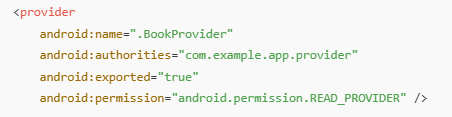 <provider
    android:name=".BookProvider"
    android:authorities="com.example.app.provider"
    android:exported="true"
    android:permission="android.permission.READ_PROVIDER" />